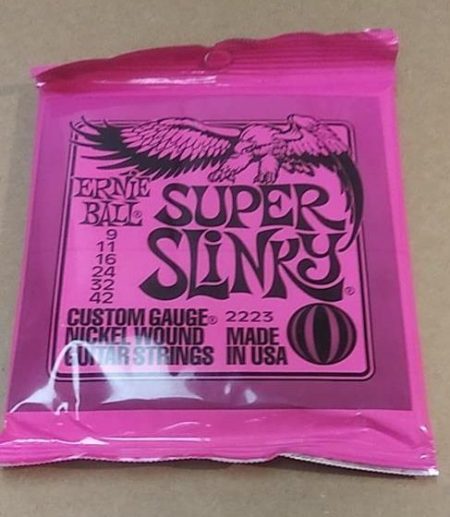 ERNiE
BALL®
SUPER
SLiNKY®
9
11
16
24
32
42
CUSTOM GAUGE® 2223
NICKEL WOUND MADE
GUITAR STRINGS IN USA